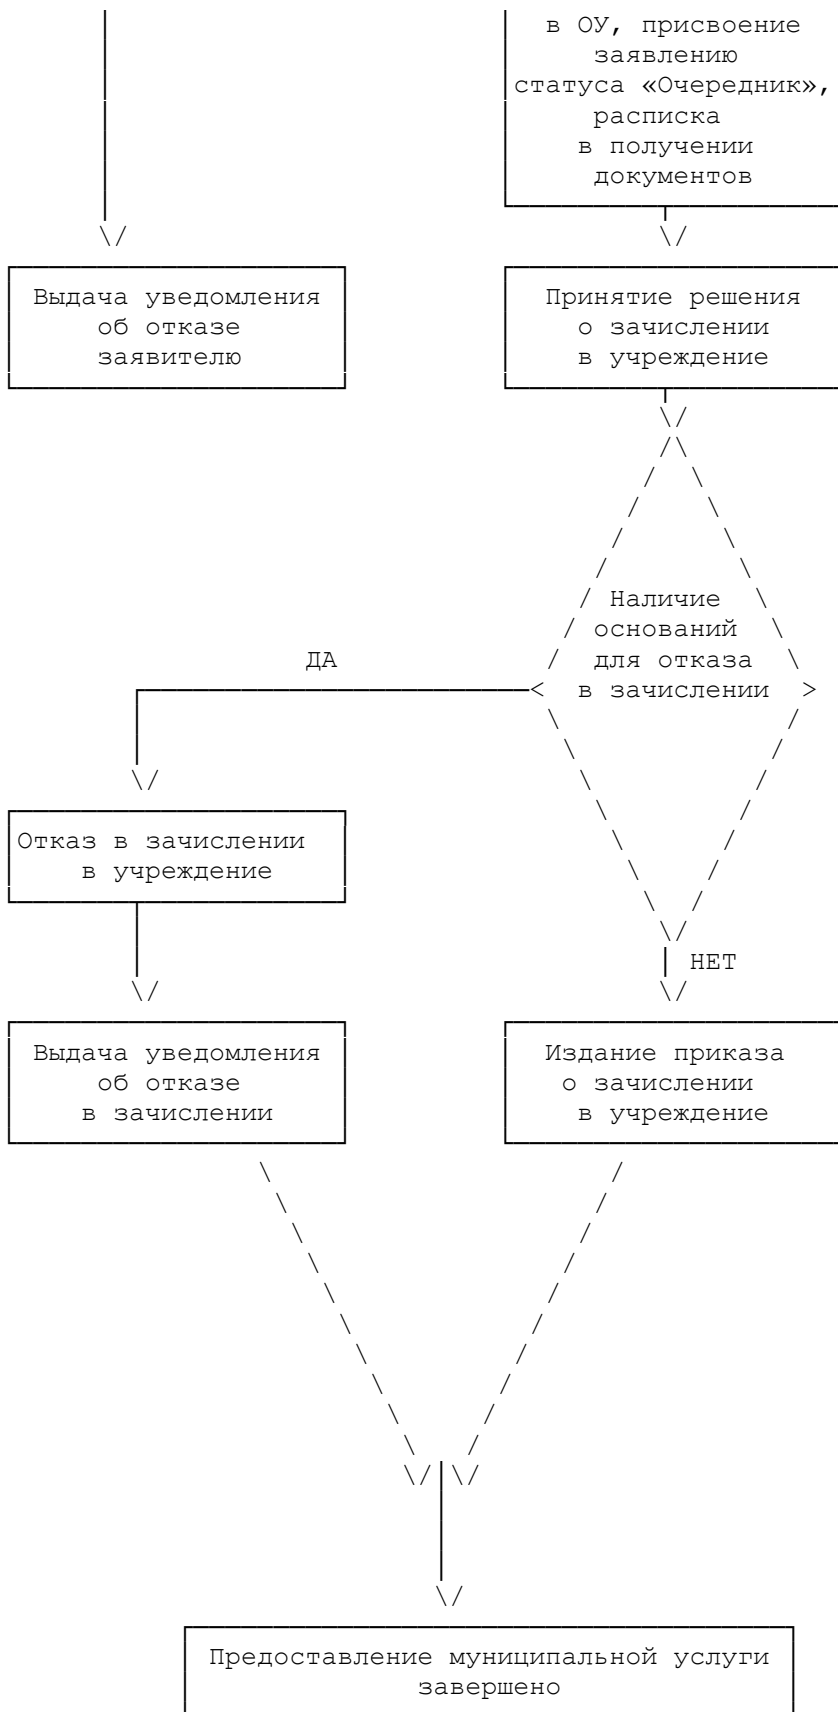 в ОУ, присвоение
заявлению
статуса «Очередник»,
расписка
в получении
документов
Выдача уведомления
об отказе
заявителю
Принятие решения
о зачислении
в учреждение
Наличие
оснований
для отказа
в зачислении
ДА
Отказ в зачислении
в учреждение
НЕТ
Выдача уведомления
об отказе
в зачислении
Издание приказа
о зачислении
в учреждение
Предоставление муниципальной услуги
завершено